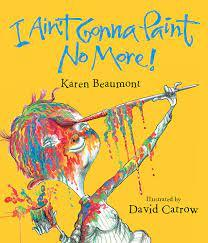 I Ain't Gonna Paint
No More!
Karen Beaumont
Illustrated by
David Catrow